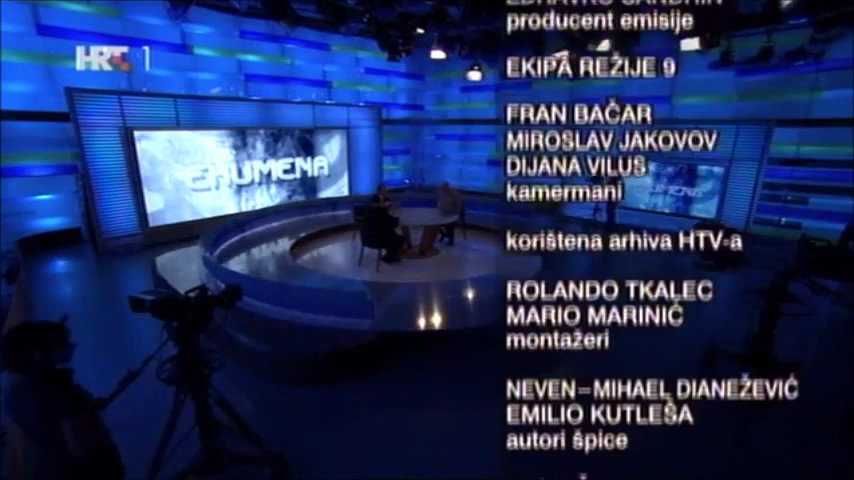 HRT 1
producent emisije
EKIPA REŽIJE 9
FRAN BAČAR
MIROSLAV JAKOVOV
DIJANA VILUS
kamermani
EKUMENA
korištena arhiva HTV-a
ROLANDO TKALEC
MARIO MARINIĆ
montažeri
NEVEN-MIHAEL DIANEŽEVIĆ
EMILIO KUTLEŠA
autori špice